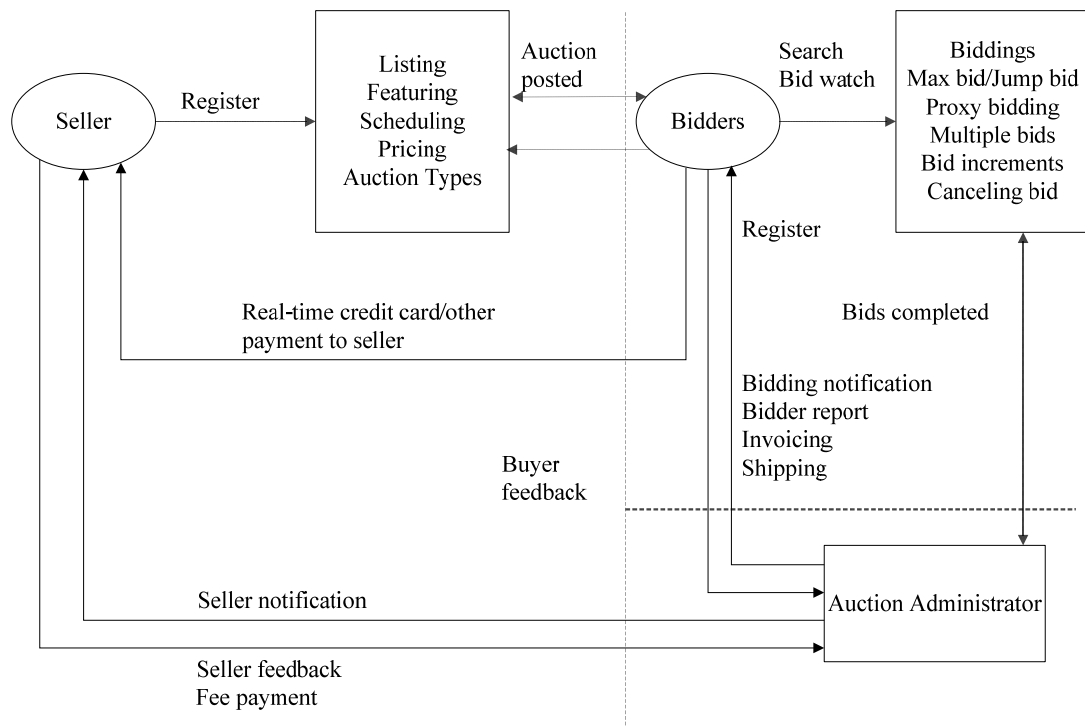 Seller
Register
Listing
Featuring
Scheduling
Pricing
Auction Types
Auction
posted
Bidders
Search
Bid watch
Biddings
Max bid/Jump bid
Proxy bidding
Multiple bids
Bid increments
Canceling bid
Register
Real-time credit card/other
payment to seller
Bids completed
Bidding notification
Bidder report
Invoicing
Shipping
Buyer
feedback
Auction Administrator
Seller notification
Seller feedback
Fee payment